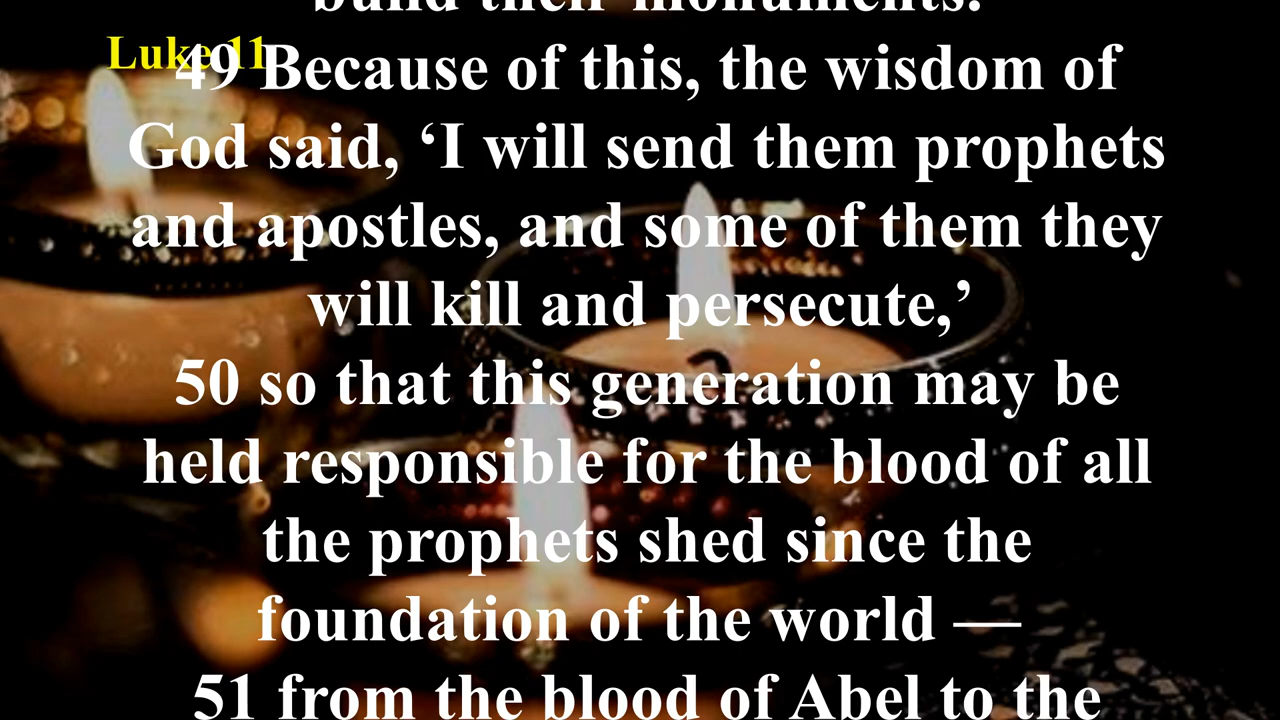 build their monuments.
Luke 11
49 Because of this, the wisdom of
God said, ‘I will send them prophets
and apostles, and some of them they
will kill and persecute,’
50 so that this generation may be
held responsible for the blood of all
the prophets shed since the
foundation of the world —
51 from the blood of Abel to the